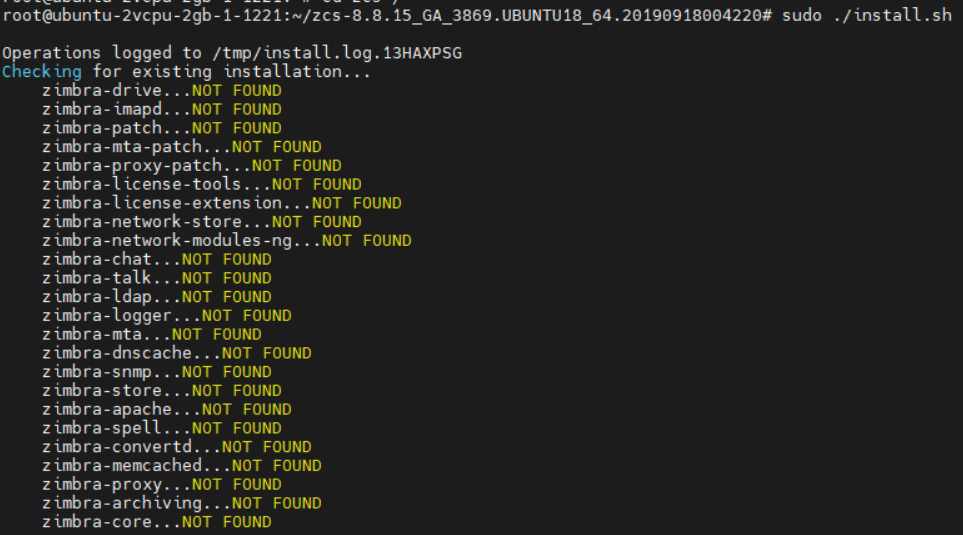 root@ubuntu-2vcpu-2gb-1-1221:~/zcs-8.8.15_GA_3869.UBUNTU18_64.20190918004220# sudo ./install.sh
Operations logged to /tmp/install.log.13HAXPSG
Checking for existing installation...
zimbra-drive...NOT FOUND
zimbra-imapd...NOT FOUND
zimbra-patch...NOT FOUND
zimbra-mta-patch...NOT FOUND
zimbra-proxy-patch...NOT FOUND
zimbra-license-tools...NOT FOUND
zimbra-license-extension...NOT FOUND
zimbra-network-store...NOT FOUND
zimbra-network-modules-ng...NOT FOUND
zimbra-chat...NOT FOUND
zimbra-talk...NOT FOUND
zimbra-ldap...NOT FOUND
zimbra-logger...NOT FOUND
zimbra-mta...NOT FOUND
zimbra-dnscache...NOT FOUND
zimbra-snmp...NOT FOUND
zimbra-store...NOT FOUND
zimbra-apache...NOT FOUND
zimbra-spell...NOT FOUND
zimbra-convertd...NOT FOUND
zimbra-memcached...NOT FOUND
zimbra-proxy...NOT FOUND
zimbra-archiving...NOT FOUND
zimbra-core...NOT FOUND